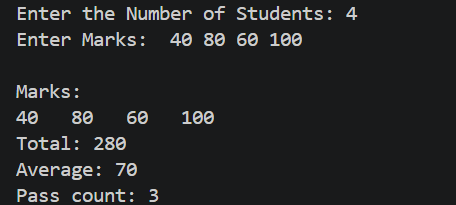 Enter the Number of Students: 4
Enter Marks:  40 80 60 100

Marks:
40   80   60   100
Total: 280
Average: 70
Pass count: 3